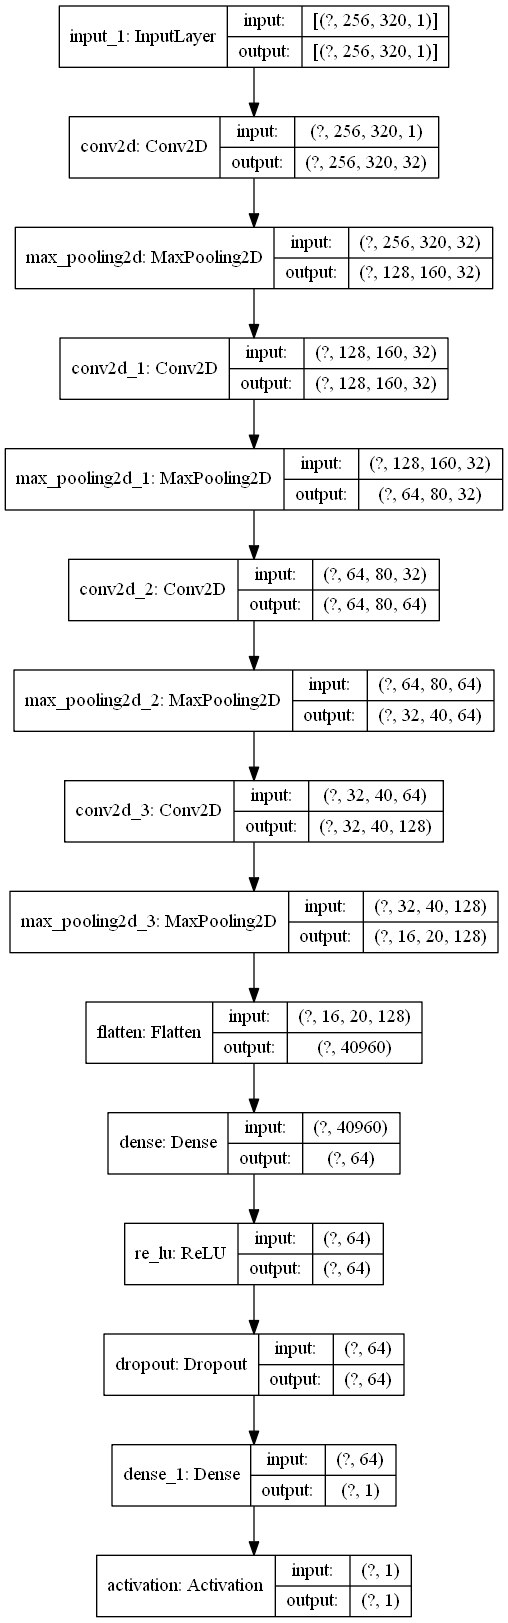 input_1: InputLayer
input: [(?, 256, 320, 1)]
output: [(?, 256, 320, 1)]
conv2d: Conv2D
input: (?, 256, 320, 1)
output: (?, 256, 320, 32)
max_pooling2d: MaxPooling2D
input: (?, 256, 320, 32)
output: (?, 128, 160, 32)
conv2d_1: Conv2D
input: (?, 128, 160, 32)
output: (?, 128, 160, 32)
max_pooling2d_1: MaxPooling2D
input: (?, 128, 160, 32)
output: (?, 64, 80, 32)
conv2d_2: Conv2D
input: (?, 64, 80, 32)
output: (?, 64, 80, 64)
max_pooling2d_2: MaxPooling2D
input: (?, 64, 80, 64)
output: (?, 32, 40, 64)
conv2d_3: Conv2D
input: (?, 32, 40, 64)
output: (?, 32, 40, 128)
max_pooling2d_3: MaxPooling2D
input: (?, 32, 40, 128)
output: (?, 16, 20, 128)
flatten: Flatten
input: (?, 16, 20, 128)
output: (?, 40960)
dense: Dense
input: (?, 40960)
output: (?, 64)
re_lu: ReLU
input: (?, 64)
output: (?, 64)
dropout: Dropout
input: (?, 64)
output: (?, 64)
dense_1: Dense
input: (?, 64)
output: (?, 1)
activation: Activation
input: (?, 1)
output: (?, 1)